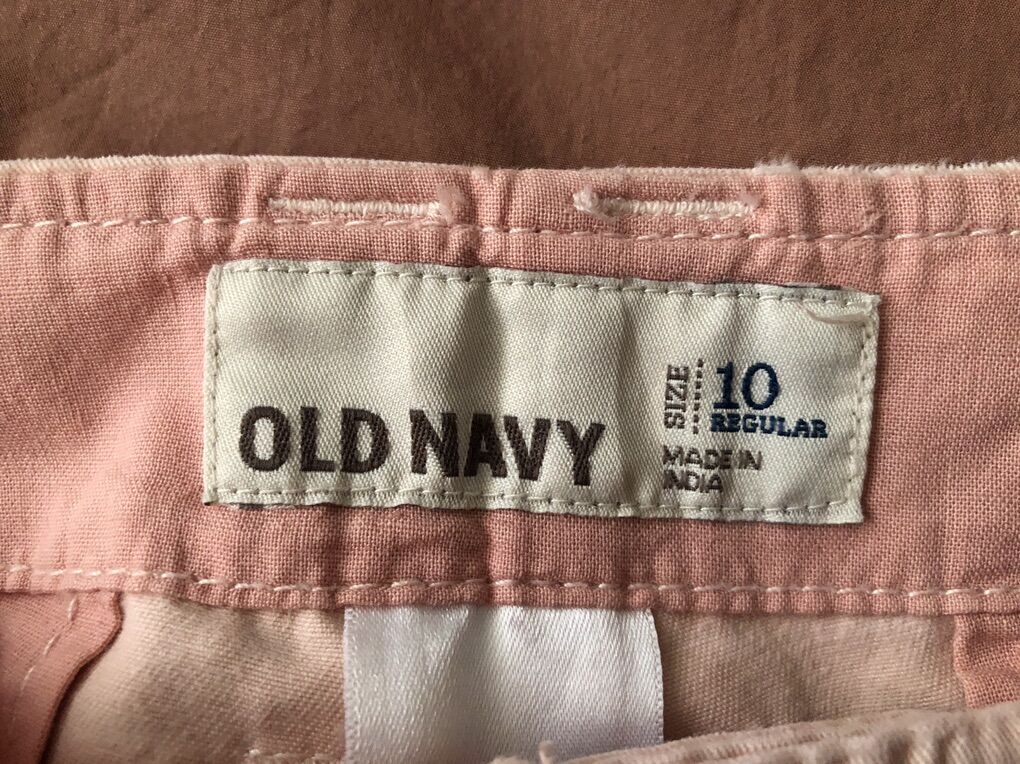 OLD NAVY
SIZE
10
REGULAR
MADE IN
INDIA